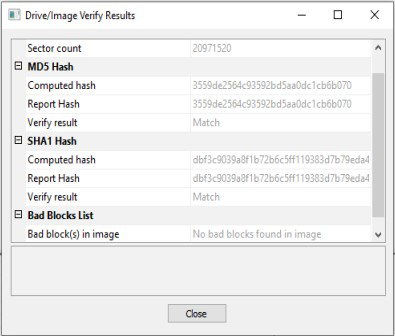 Drive/Image Verify Results
Sector count 20971520
MD5 Hash
Computed hash 3559de2564c93592bd5aa0dc1cb6b070
Report Hash 3559de2564c93592bd5aa0dc1cb6b070
Verify result Match
SHA1 Hash
Computed hash dbf3c9039a8f1b72b6c5ff119383d7b79eda4
Report Hash dbf3c9039a8f1b72b6c5ff119383d7b79eda4
Verify result Match
Bad Blocks List
Bad block(s) in image No bad blocks found in image
Close